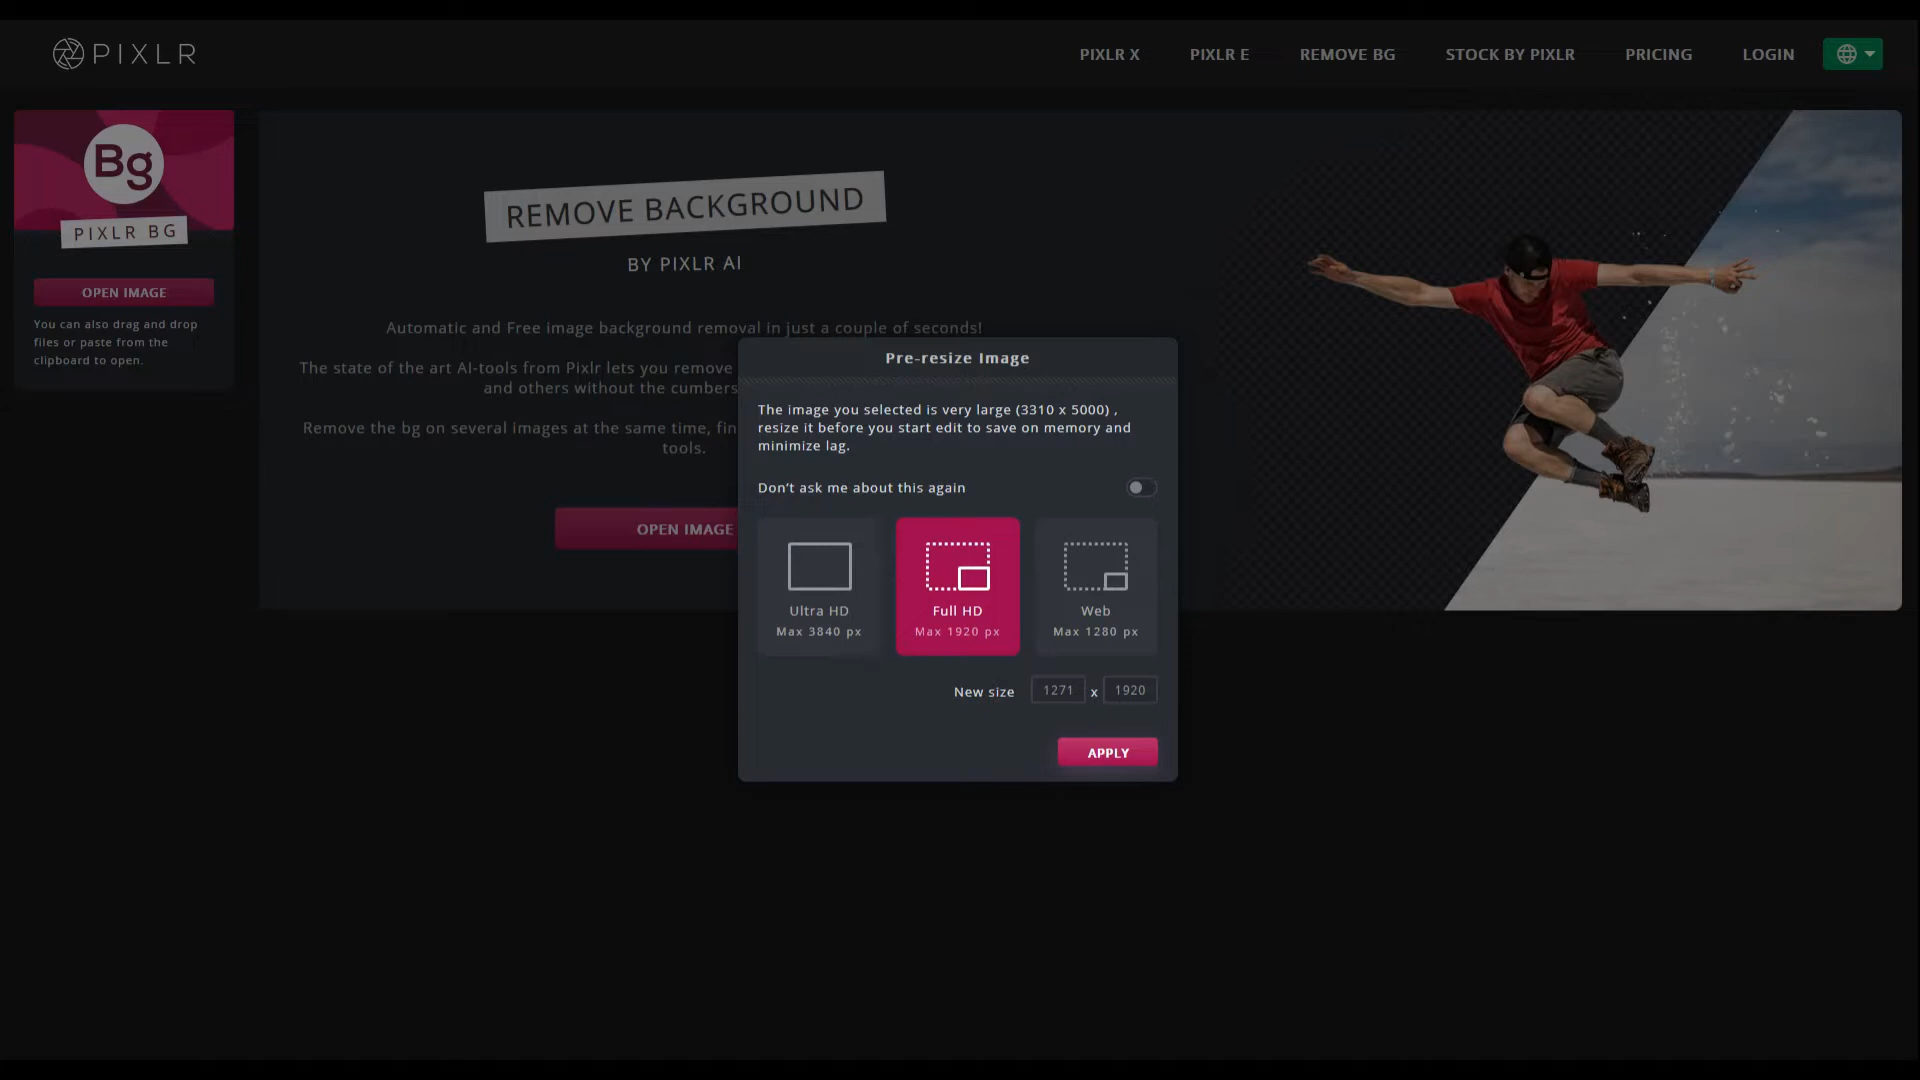 PIXLR
PIXLR X
PIXLR E
REMOVE BG
STOCK BY PIXLR
PRICING
LOGIN
Bg
PIXLR BG
OPEN IMAGE
You can also drag and drop
files or paste from the
clipboard to open.
REMOVE BACKGROUND
BY PIXLR AI
Automatic and Free image background removal in just a couple of seconds!
The state of the art AI-tools from Pixlr lets you remove
and others without the cumbers
Remove the bg on several images at the same time, fin
tools.
OPEN IMAGE
Pre-resize Image
The image you selected is very large (3310 x 5000) ,
resize it before you start edit to save on memory and
minimize lag.
Don't ask me about this again
Ultra HD
Max 3840 px
Full HD
Max 1920 px
Web
Max 1280 px
New size 1271 x 1920
APPLY